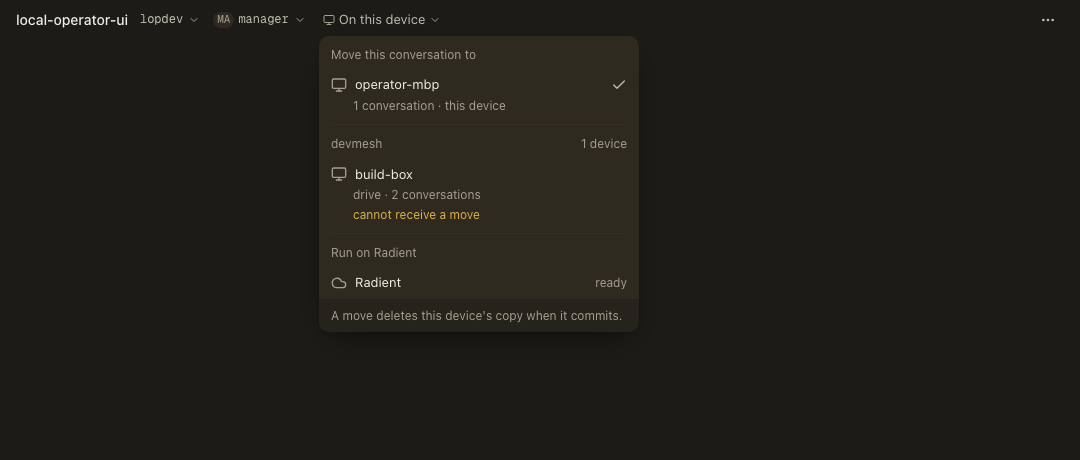 local-operator-ui lopdev MA manager On this device
Move this conversation to
operator-mbp
1 conversation · this device
devmesh 1 device
build-box
drive · 2 conversations
cannot receive a move
Run on Radient
Radient ready
A move deletes this device's copy when it commits.